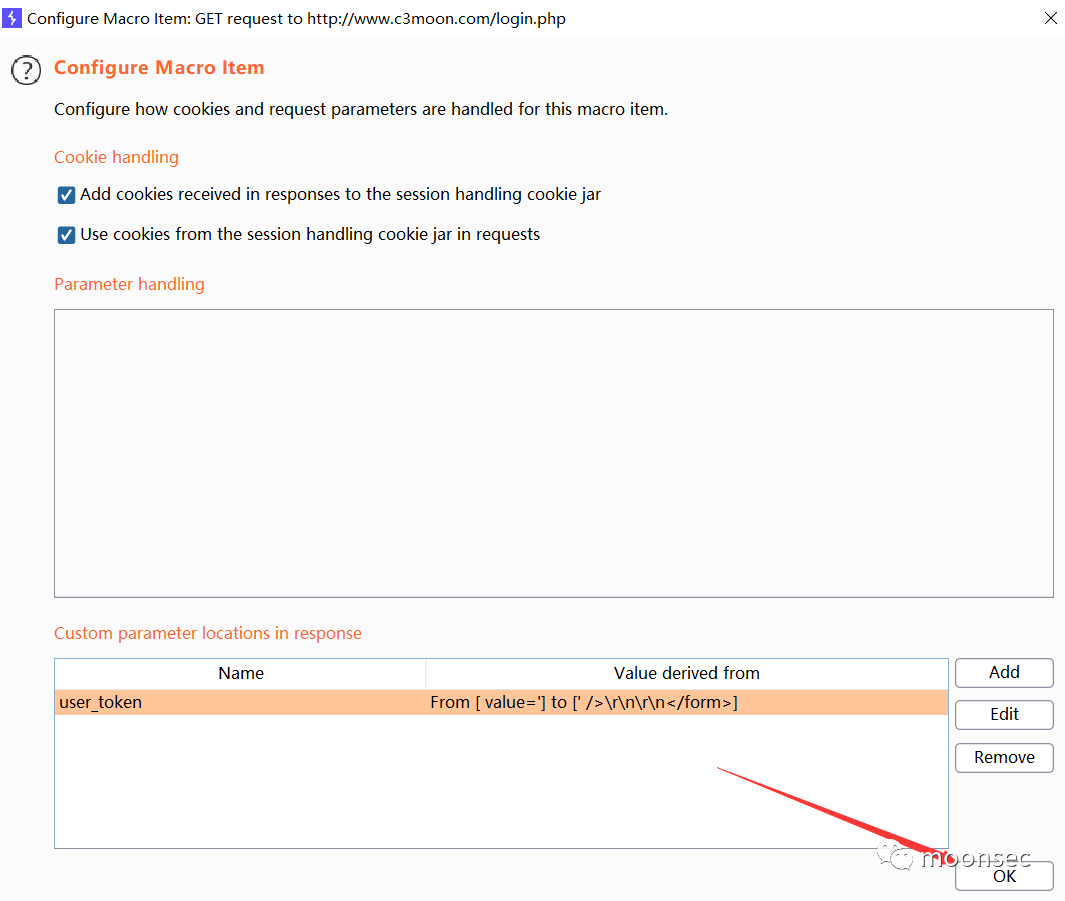 Configure Macro Item: GET request to http://www.c3moon.com/login.php
?
Configure Macro Item
Configure how cookies and request parameters are handled for this macro item.
Cookie handling
Add cookies received in responses to the session handling cookie jar
Use cookies from the session handling cookie jar in requests
Parameter handling
Custom parameter locations in response
Name Value derived from
user_token From [ value='] to [' />\r\n\r\n</form>]
Add
Edit
Remove
moonsec
OK